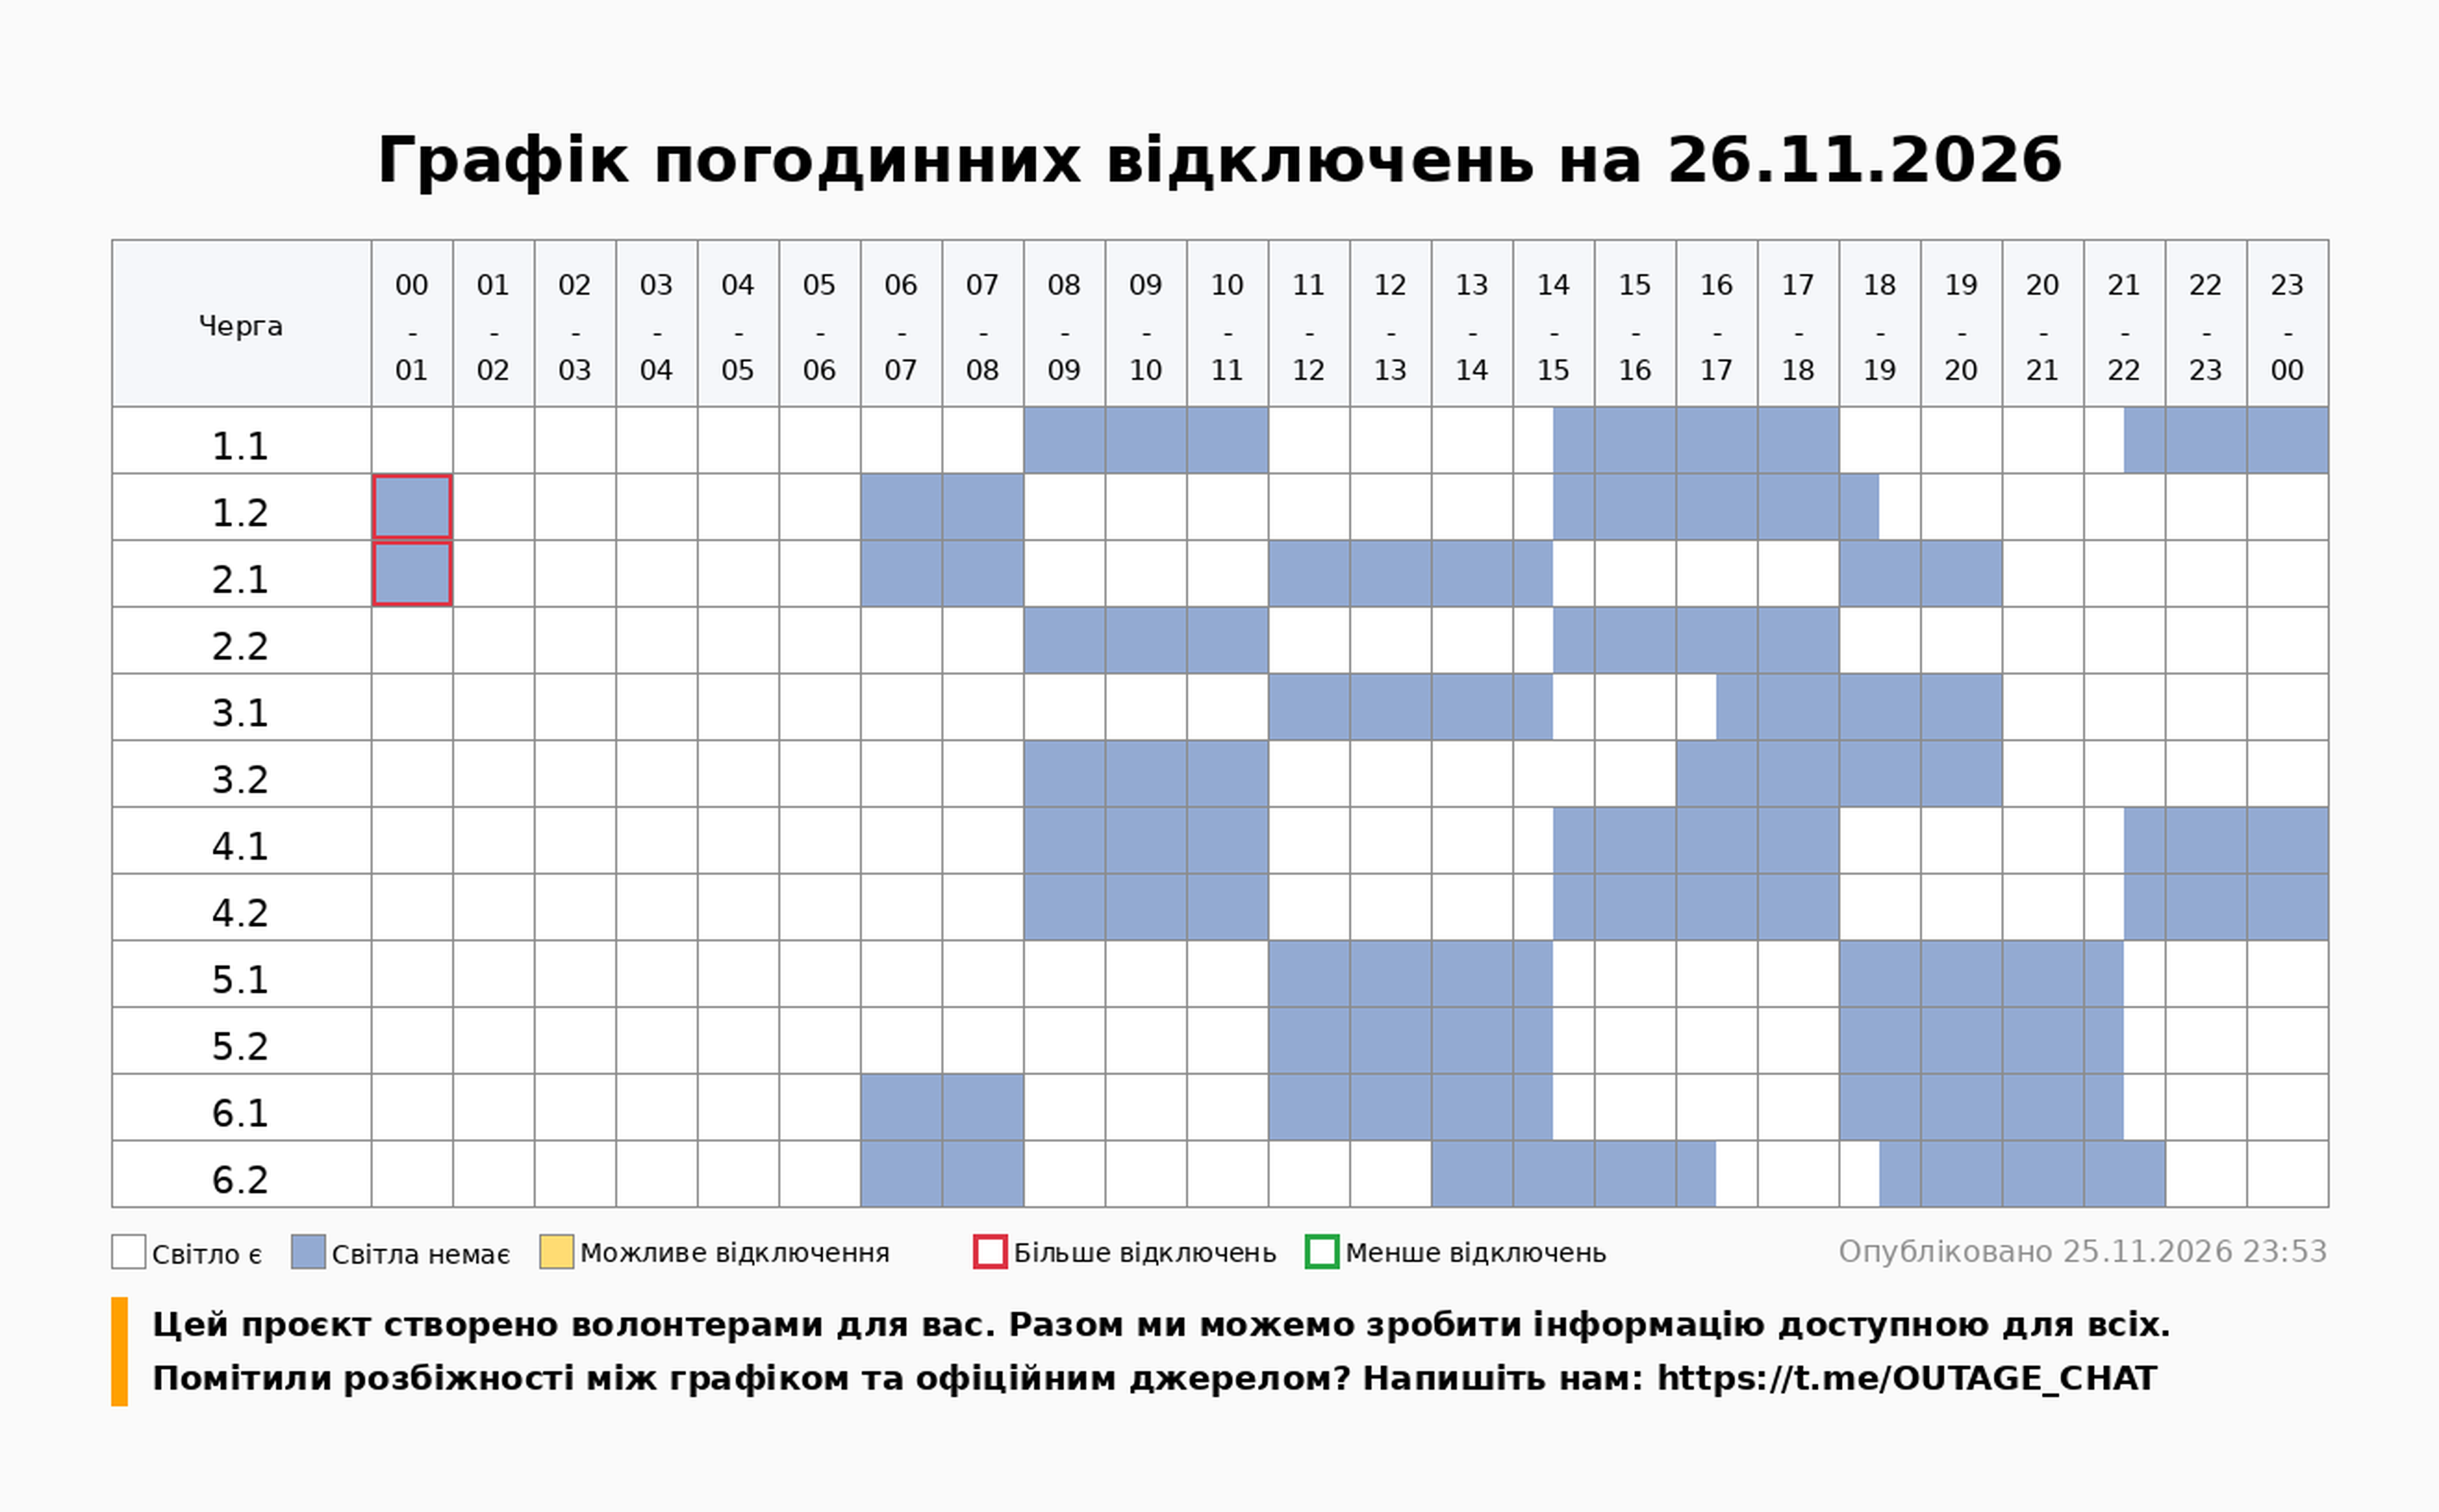 Графік погодинних відключень на 26.11.2026
Черга
00 - 01
01 - 02
02 - 03
03 - 04
04 - 05
05 - 06
06 - 07
07 - 08
08 - 09
09 - 10
10 - 11
11 - 12
12 - 13
13 - 14
14 - 15
15 - 16
16 - 17
17 - 18
18 - 19
19 - 20
20 - 21
21 - 22
22 - 23
23 - 00
1.1
1.2
2.1
2.2
3.1
3.2
4.1
4.2
5.1
5.2
6.1
6.2
Світло є Світла немає Можливе відключення Більше відключень Менше відключень Опубліковано 25.11.2026 23:53
Цей проєкт створено волонтерами для вас. Разом ми можемо зробити інформацію доступною для всіх.
Помітили розбіжності між графіком та офіційним джерелом? Напишіть нам: https://t.me/OUTAGE_CHAT